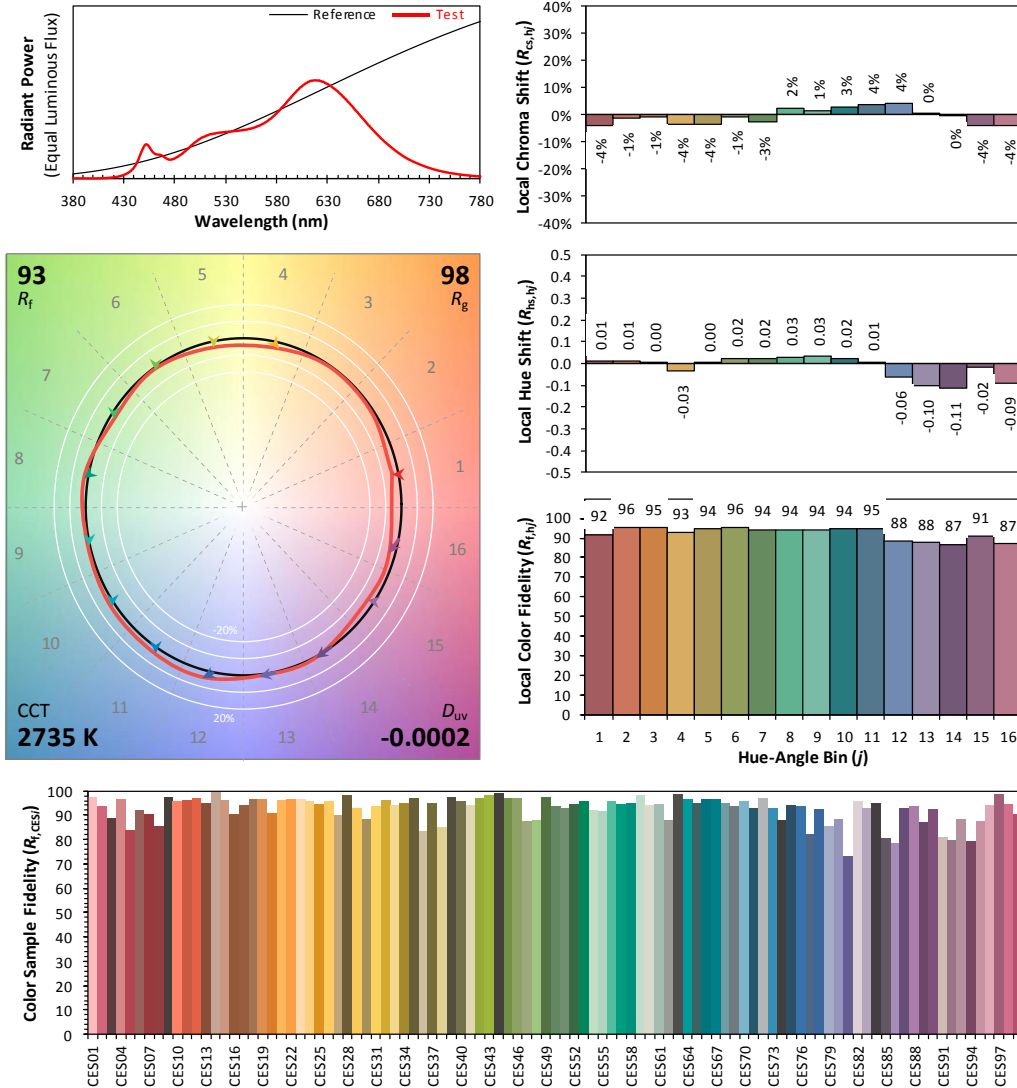 Reference Test
Radiant Power
(Equal Luminous Flux)
380 430 480 530 580 630 680 730 780
Wavelength (nm)
Local Chroma Shift (Rcs,hj)
40%
30%
20%
10%
0%
-10%
-20%
-30%
-40%
-4% -1% -1% -4% -4% -1% -3% 2% 1% 3% 4% 4% 0% 0% -4% -4%
93
Rf
98
Rg
CCT
2735 K
Duv
-0.0002
1 2 3 4 5 6 7 8 9 10 11 12 13 14 15 16
-20%
20%
Local Hue Shift (Rhs,hj)
0.5
0.4
0.3
0.2
0.1
0.0
-0.1
-0.2
-0.3
-0.4
-0.5
0.01 0.01 0.00 -0.03 0.00 0.02 0.02 0.03 0.03 0.02 0.01 -0.06 -0.10 -0.11 -0.02 -0.09
Local Color Fidelity (Rf,hj)
100
90
80
70
60
50
40
30
20
10
0
92 96 95 93 94 96 94 94 94 94 95 88 88 87 91 87
1 2 3 4 5 6 7 8 9 10 11 12 13 14 15 16
Hue-Angle Bin (j)
Color Sample Fidelity (Rf,CESi)
100
90
80
70
60
50
40
30
20
10
0
CES01 CES04 CES07 CES10 CES13 CES16 CES19 CES22 CES25 CES28 CES31 CES34 CES37 CES40 CES43 CES46 CES49 CES52 CES55 CES58 CES61 CES64 CES67 CES70 CES73 CES76 CES79 CES82 CES85 CES88 CES91 CES94 CES97